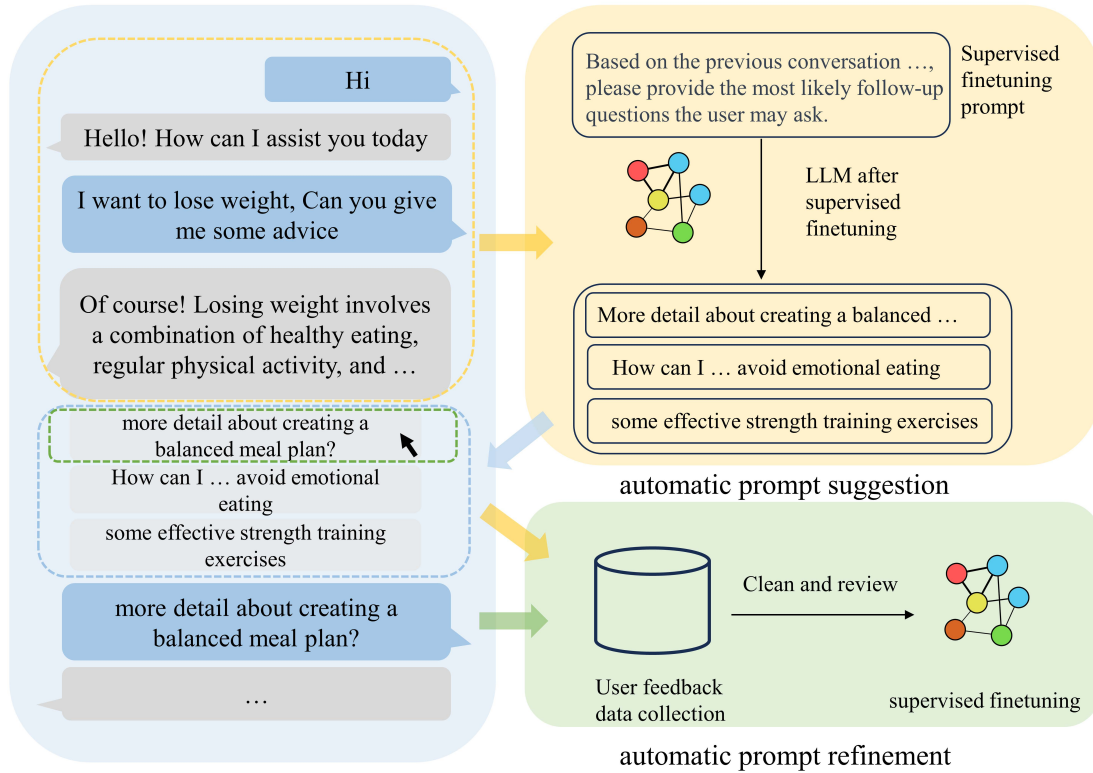 Hi
Hello! How can I assist you today
I want to lose weight, Can you give
me some advice
Of course! Losing weight involves
a combination of healthy eating,
regular physical activity, and …
more detail about creating a
balanced meal plan?
How can I … avoid emotional
eating
some effective strength training
exercises
more detail about creating a
balanced meal plan?
…
Based on the previous conversation …,
please provide the most likely follow-up
questions the user may ask.
Supervised
finetuning
prompt
LLM after
supervised
finetuning
More detail about creating a balanced …
How can I … avoid emotional eating
some effective strength training exercises
automatic prompt suggestion
Clean and review
User feedback
data collection
supervised finetuning
automatic prompt refinement